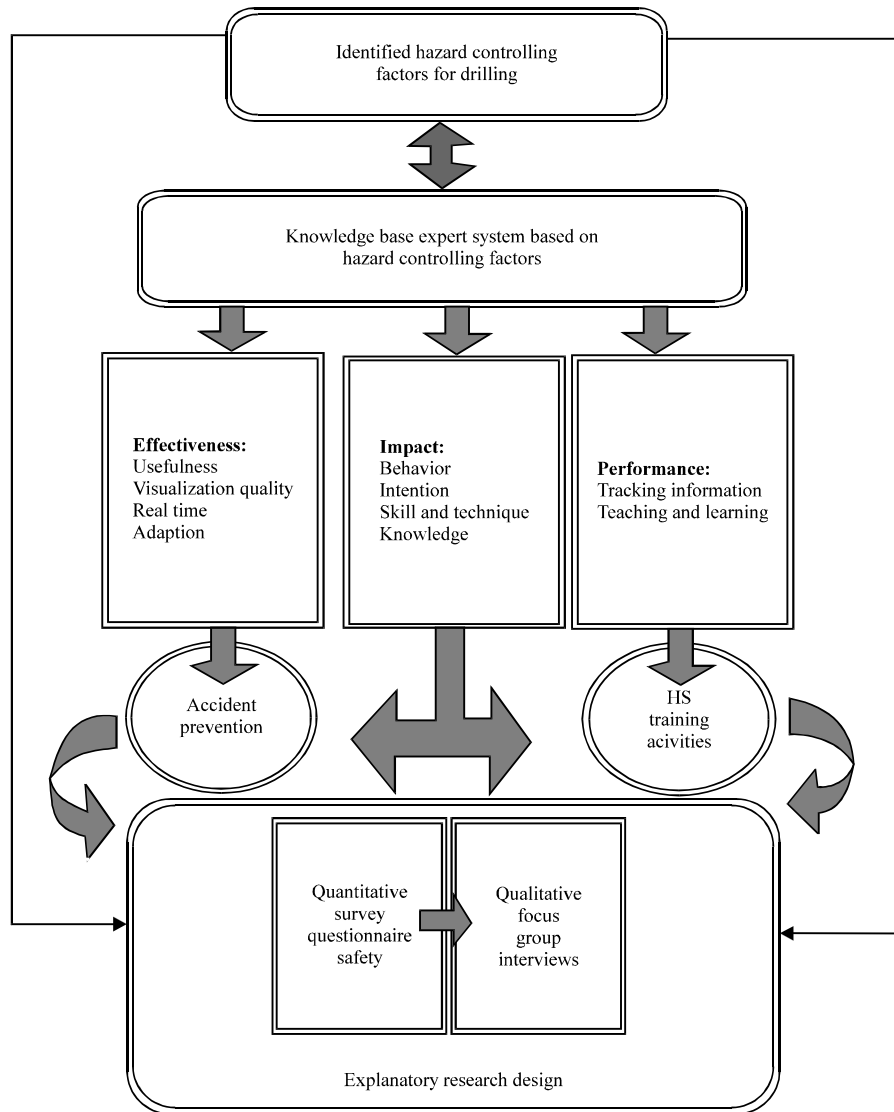 Identified hazard controlling
factors for drilling
Knowledge base expert system based on
hazard controlling factors
Effectiveness:
Usefulness
Visualization quality
Real time
Adaption
Impact:
Behavior
Intention
Skill and technique
Knowledge
Performance:
Tracking information
Teaching and learning
Accident
prevention
HS
training
acivities
Quantitative
survey
questionnaire
safety
Qualitative
focus
group
interviews
Explanatory research design